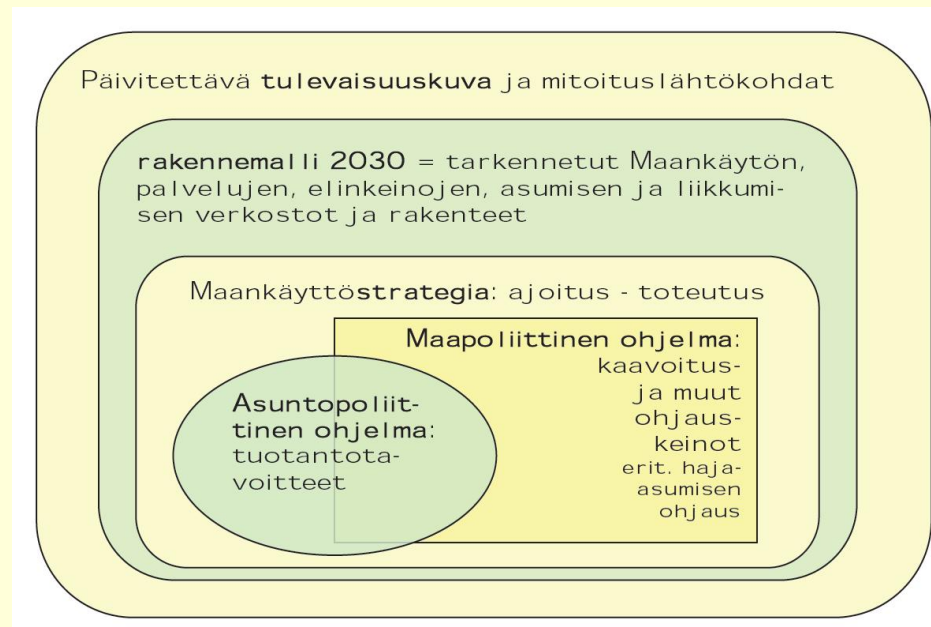 Päivitettävä tulevaisuuskuva ja mitoituslähtökohdat
rakennemalli 2030 = tarkennetut Maankäytön,
palvelujen, elinkeinojen, asumisen ja liikkumi-
sen verkostot ja rakenteet
Maankäyttöstrategia: ajoitus - toteutus
Maapoliittinen ohjelma:
kaavoitus-
ja muut
ohjaus-
keinot
erit. haja-
asumisen
ohjaus
Asuntopoliit-
tinen ohjelma:
tuotantota-
voitteet